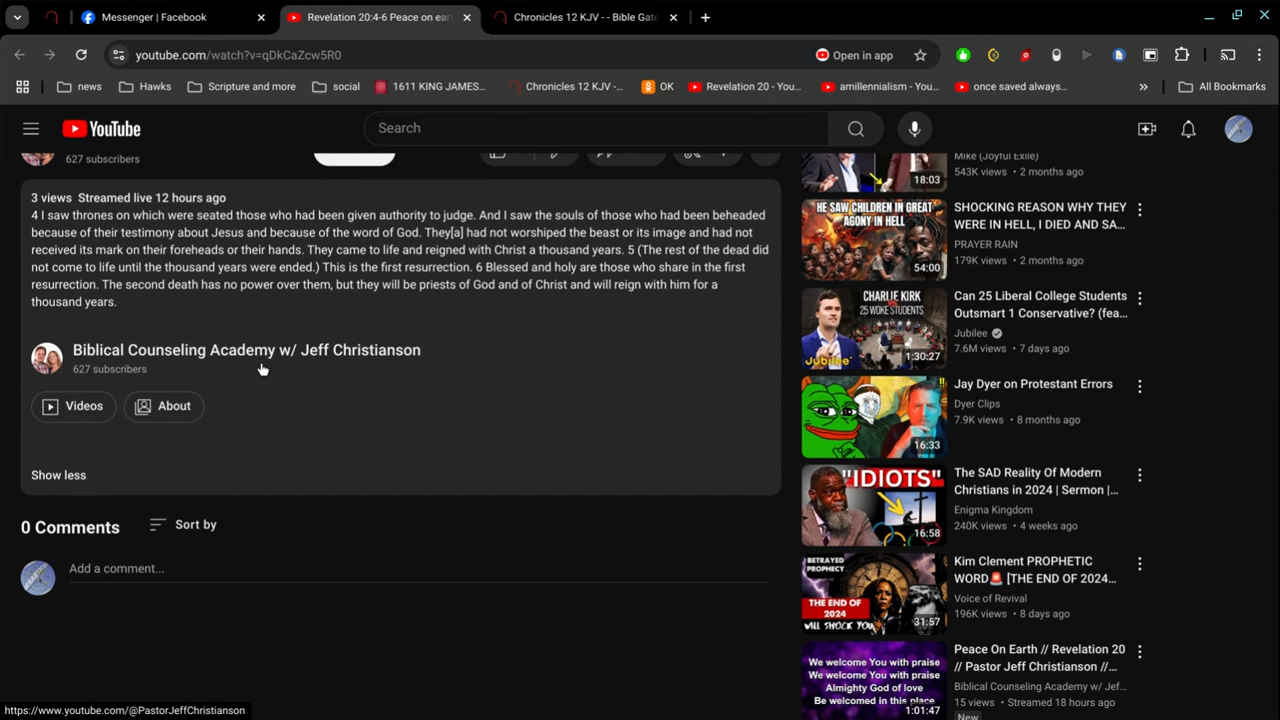 Messenger | Facebook
Revelation 20:4-6 Peace on ear
Chronicles 12 KJV - - Bible Gate
youtube.com/watch?v=qDkCaZcw5R0
Open in app
news
Hawks
Scripture and more
social
1611 KING JAMES...
Chronicles 12 KJV -...
OK
Revelation 20 - You...
amillennialism - You...
once saved always...
All Bookmarks
YouTube
Search
627 subscribers
3 views Streamed live 12 hours ago
4 I saw thrones on which were seated those who had been given authority to judge. And I saw the souls of those who had been beheaded
because of their testimony about Jesus and because of the word of God. They[a] had not worshiped the beast or its image and had not
received its mark on their foreheads or their hands. They came to life and reigned with Christ a thousand years. 5 (The rest of the dead did
not come to life until the thousand years were ended.) This is the first resurrection. 6 Blessed and holy are those who share in the first
resurrection. The second death has no power over them, but they will be priests of God and of Christ and will reign with him for a
thousand years.
Biblical Counseling Academy w/ Jeff Christianson
627 subscribers
Videos
About
Show less
0 Comments
Sort by
Add a comment...
https://www.youtube.com/@PastorJeffChristianson
18:03
Mike (Joyful Exile)
543K views • 2 months ago
HE SAW CHILDREN IN GREAT
AGONY IN HELL
54:00
SHOCKING REASON WHY THEY
WERE IN HELL, I DIED AND SA...
PRAYER RAIN
179K views • 2 months ago
CHARLIE KIRK
VS
25 WOKE STUDENTS
Jubilee
1:30:27
Can 25 Liberal College Students
Outsmart 1 Conservative? (fea...
Jubilee
7.6M views • 7 days ago
!!
16:33
Jay Dyer on Protestant Errors
Dyer Clips
7.9K views • 8 months ago
"IDIOTS"
16:58
The SAD Reality Of Modern
Christians in 2024 | Sermon |...
Enigma Kingdom
240K views • 4 weeks ago
BETRAYED
PROPHECY
THE END OF
2024
WILL SHOCK YOU
31:57
Kim Clement PROPHETIC
WORD🚨 [THE END OF 2024...
Voice of Revival
196K views • 8 days ago
We welcome You with praise
We welcome You with praise
Almighty God of love
Be welcomed in this place
1:01:47
Peace On Earth // Revelation 20
// Pastor Jeff Christianson //...
Biblical Counseling Academy w/ Jef...
15 views • Streamed 18 hours ago
New